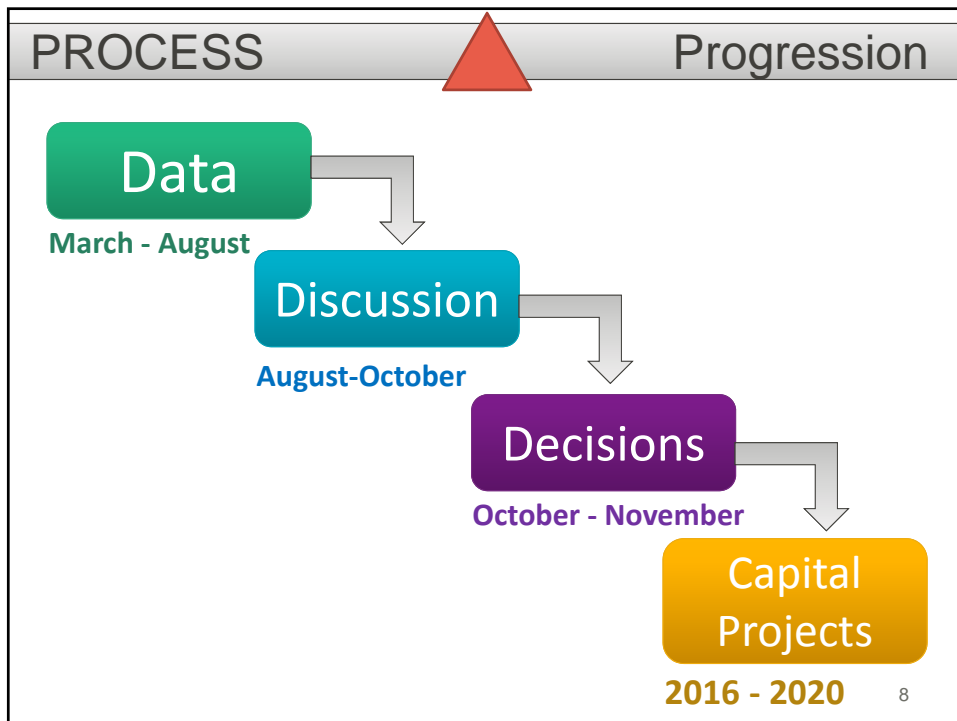 PROCESS
Progression
Data
March - August
Discussion
August-October
Decisions
October - November
Capital
Projects
2016 - 2020
8